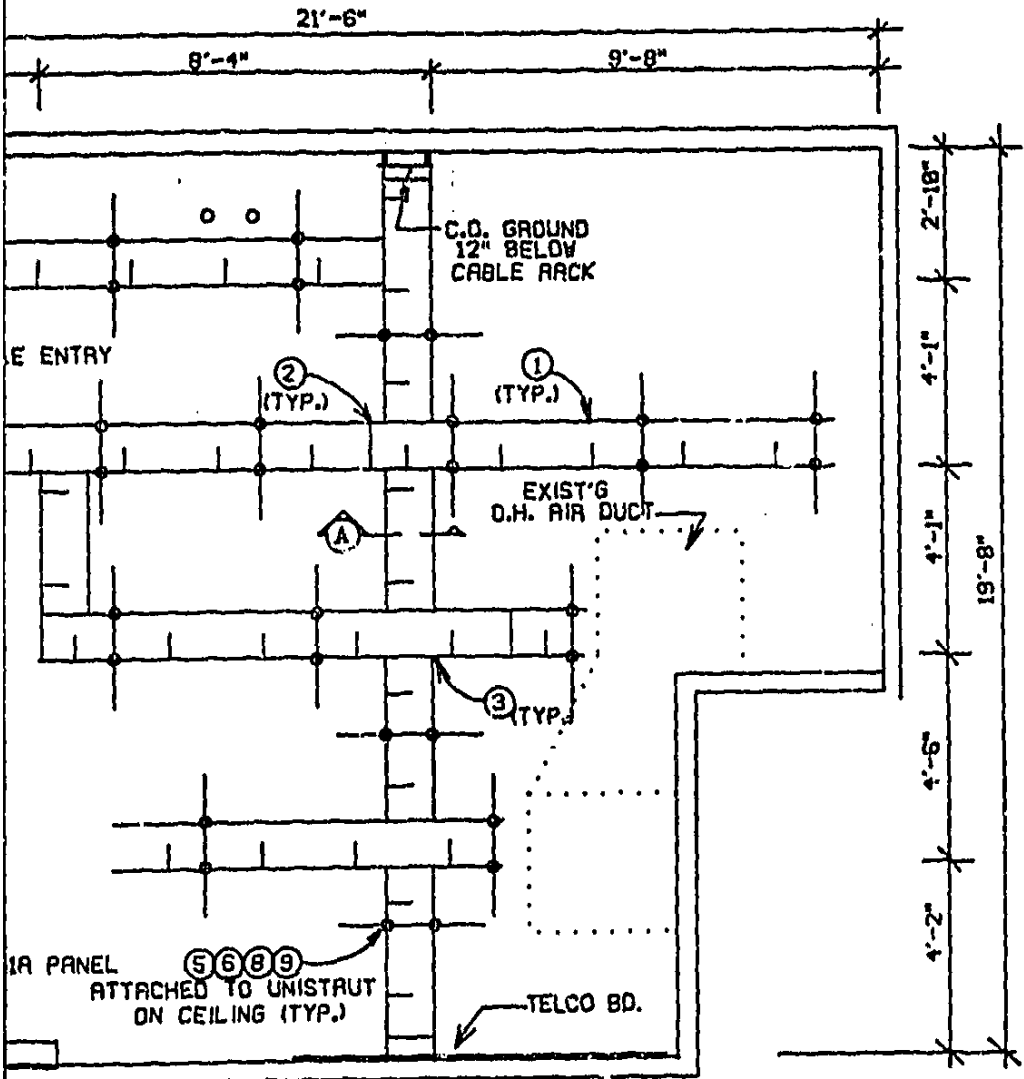 21'-6"
8'-4"
9'-8"
2'-10"
C.O. GROUND
12" BELOW
CABLE RACK
4'-1"
E ENTRY
2
(TYP.)
1
(TYP.)
EXIST'G
O.H. AIR DUCT
A
4'-1"
19'-8"
3
(TYP.)
4'-6"
4'-2"
IA PANEL
5 6 8 9
ATTACHED TO UNISTRUT
ON CEILING (TYP.)
TELCO BD.